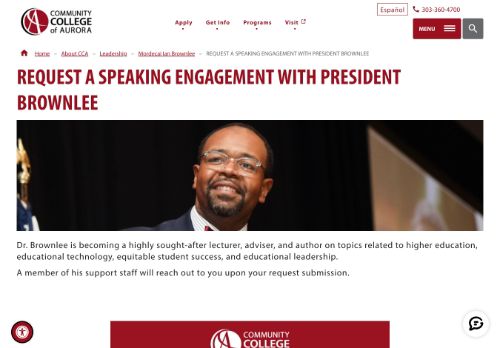 Español
303-360-4700
COMMUNITY
COLLEGE
of AURORA
Apply
Get Info
Programs
Visit
MENU
Home – About CCA – Leadership – Mordecai Ian Brownlee – REQUEST A SPEAKING ENGAGEMENT WITH PRESIDENT BROWNLEE
REQUEST A SPEAKING ENGAGEMENT WITH PRESIDENT
BROWNLEE
Dr. Brownlee is becoming a highly sought-after lecturer, adviser, and author on topics related to higher education,
educational technology, equitable student success, and educational leadership.
A member of his support staff will reach out to you upon your request submission.
COMMUNITY
COLLEGE